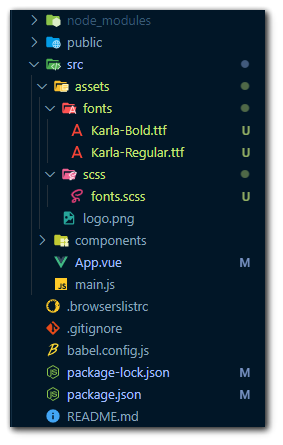 node_modules
public
src
assets
fonts
Karla-Bold.ttf U
Karla-Regular.ttf U
scss
fonts.scss U
logo.png
components
App.vue M
JS main.js
.browserslistrc
.gitignore
babel.config.js
package-lock.json M
package.json M
README.md